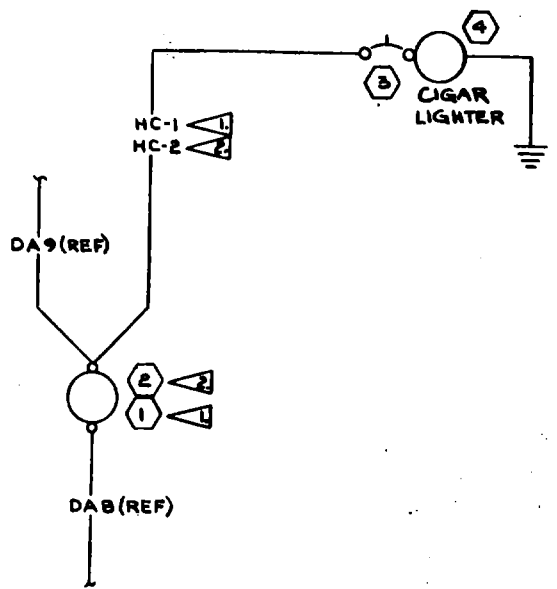 4
3
CIGAR
LIGHTER
HC-1 1.
HC-2 2.
DA9(REF)
2 2.
1 1.
DA8(REF)